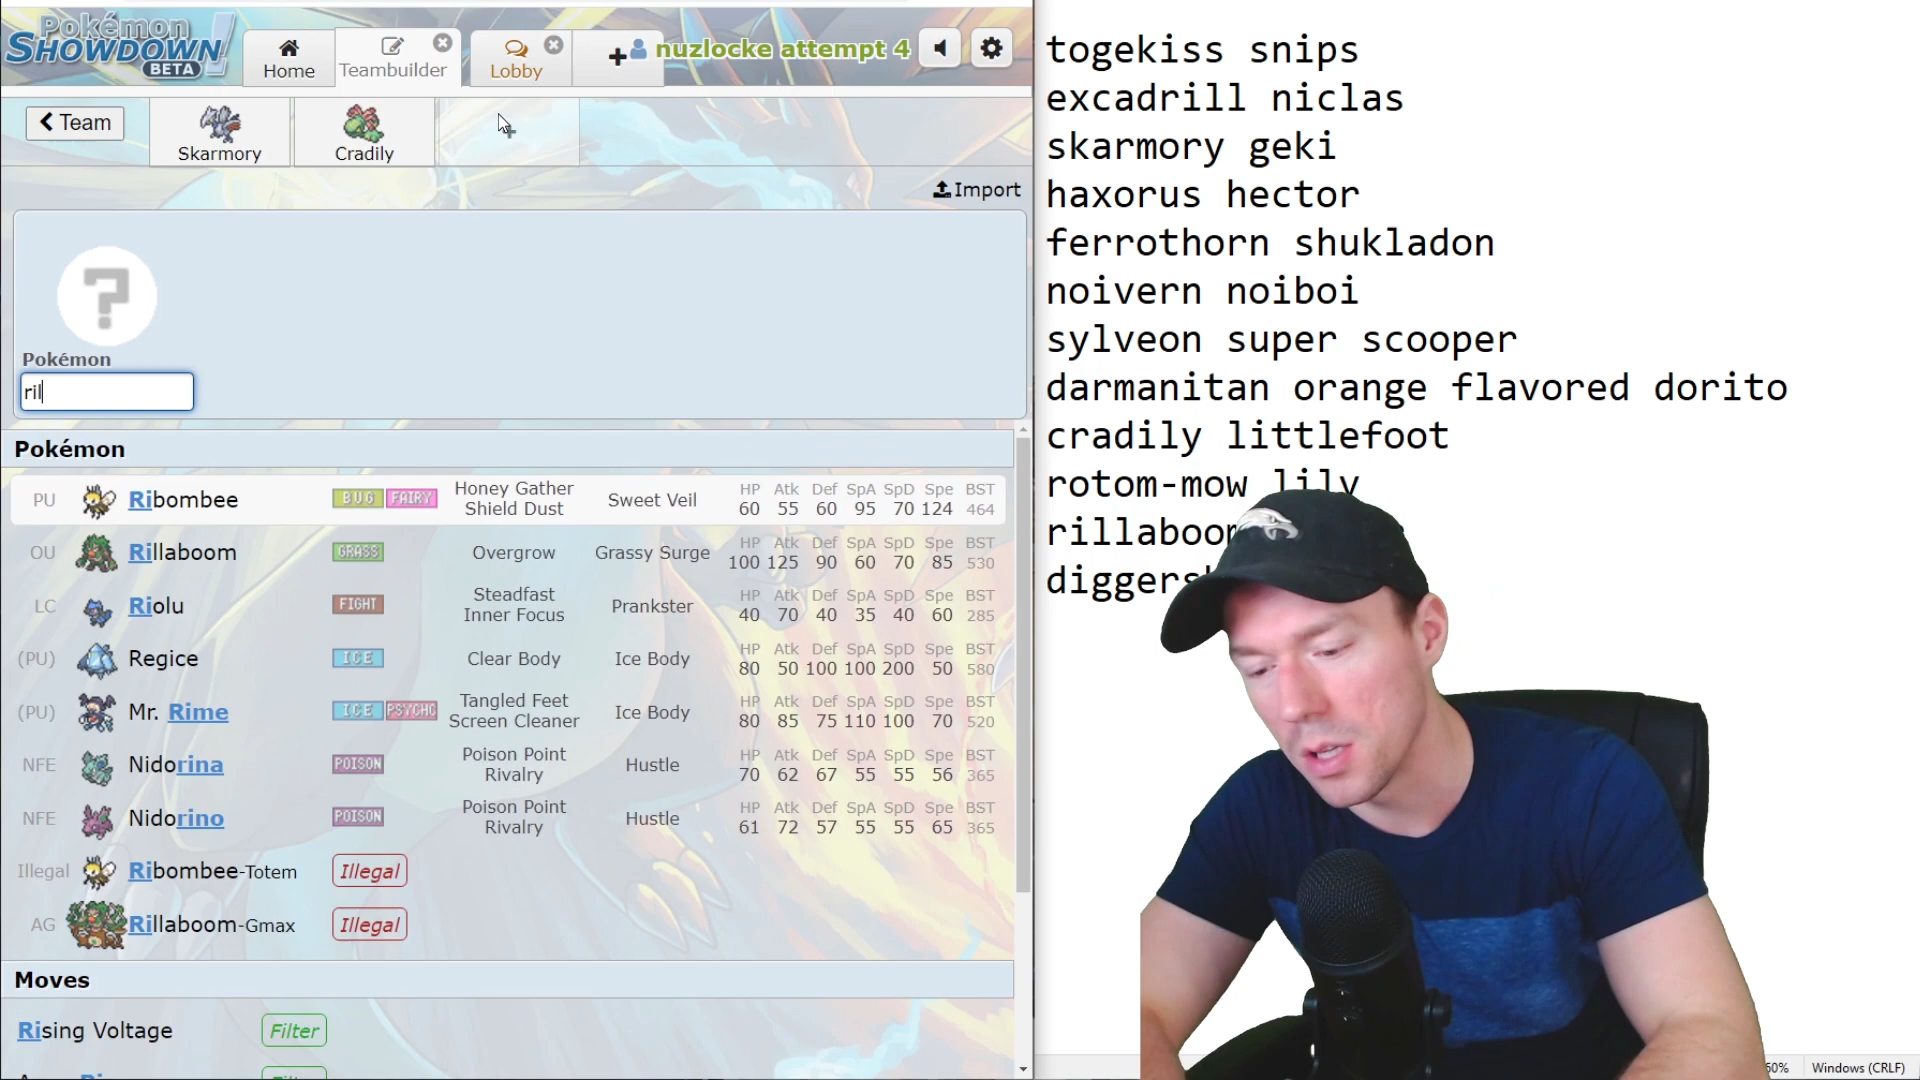 Pokémon
SHOWDOWN!
BETA
Home
Teambuilder
Lobby
nuzlocke attempt 4
Team
Skarmory
Cradily
Import
Pokémon
ril
Pokémon
PU Ribombee BUG FAIRY Honey Gather Shield Dust Sweet Veil HP 60 Atk 55 Def 60 SpA 95 SpD 70 Spe 124 BST 464
OU Rillaboom GRASS Overgrow Grassy Surge HP 100 Atk 125 Def 90 SpA 60 SpD 70 Spe 85 BST 530
LC Riolu FIGHT Steadfast Inner Focus Prankster HP 40 Atk 70 Def 40 SpA 35 SpD 40 Spe 60 BST 285
(PU) Regice ICE Clear Body Ice Body HP 80 Atk 50 Def 100 SpA 100 SpD 200 Spe 50 BST 580
(PU) Mr. Rime ICE PSYCHC Tangled Feet Screen Cleaner Ice Body HP 80 Atk 85 Def 75 SpA 110 SpD 100 Spe 70 BST 520
NFE Nidorina POISON Poison Point Rivalry Hustle HP 70 Atk 62 Def 67 SpA 55 SpD 55 Spe 56 BST 365
NFE Nidorino POISON Poison Point Rivalry Hustle HP 61 Atk 72 Def 57 SpA 55 SpD 55 Spe 65 BST 365
Illegal Ribombee-Totem Illegal
AG Rillaboom-Gmax Illegal
Moves
Rising Voltage Filter
togekiss snips
excadrill niclas
skarmory geki
haxorus hector
ferrothorn shukladon
noivern noiboi
sylveon super scooper
darmanitan orange flavored dorito
cradily littlefoot
rotom-mow lily
rillaboom
Windows (CRLF)